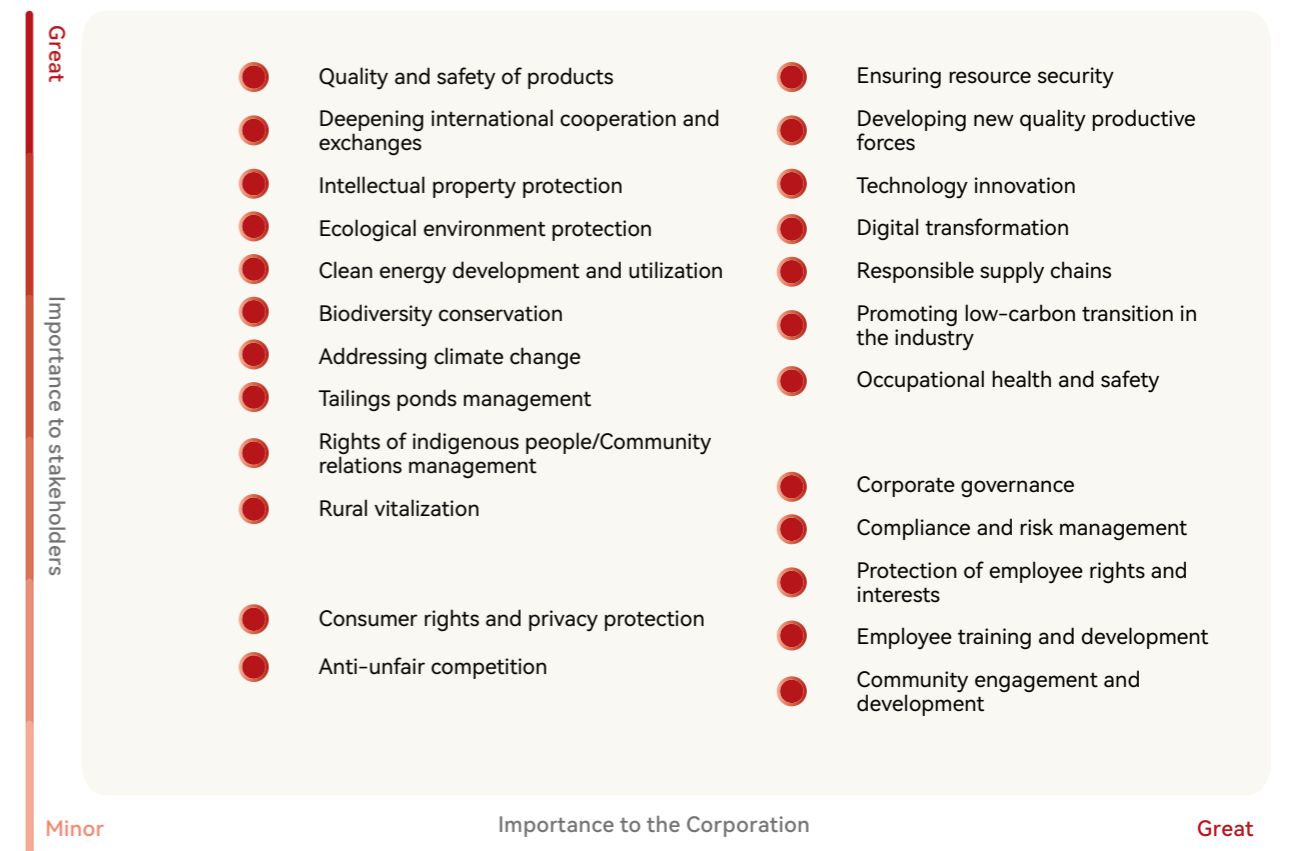 Great
Importance to stakeholders
Quality and safety of products
Deepening international cooperation and
exchanges
Intellectual property protection
Ecological environment protection
Clean energy development and utilization
Biodiversity conservation
Addressing climate change
Tailings ponds management
Rights of indigenous people/Community
relations management
Rural vitalization
Consumer rights and privacy protection
Anti-unfair competition
Ensuring resource security
Developing new quality productive
forces
Technology innovation
Digital transformation
Responsible supply chains
Promoting low-carbon transition in
the industry
Occupational health and safety
Corporate governance
Compliance and risk management
Protection of employee rights and
interests
Employee training and development
Community engagement and
development
Minor
Importance to the Corporation
Great